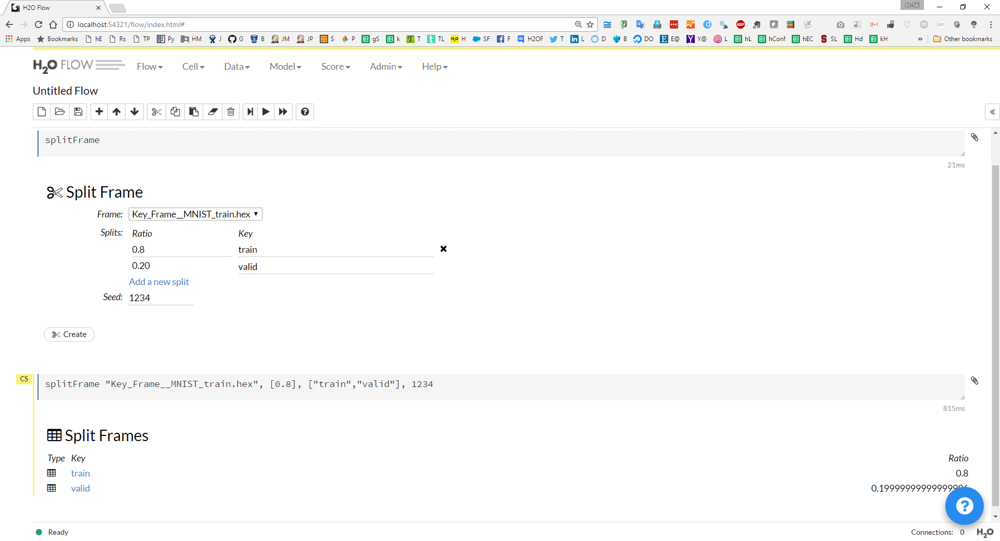 H2O Flow
Jo-fai
localhost:54321/flow/index.html#
Apps Bookmarks hE Rs TP Py HM J G B JM JP S P gS k T TL H SF F H2OF T L D B DO E@ Y@ L hL hConf hEC SL Hd kH » Other bookmarks
H2O FLOW Flow Cell Data Model Score Admin Help
Untitled Flow
splitFrame
21ms
Split Frame
Frame: Key_Frame__MNIST_train.hex
Splits: Ratio Key
0.8 train
0.20 valid
Add a new split
Seed: 1234
Create
CS
splitFrame "Key_Frame__MNIST_train.hex", [0.8], ["train","valid"], 1234
815ms
Split Frames
Type Key Ratio
train 0.8
valid
Ready Connections: 0 H2O